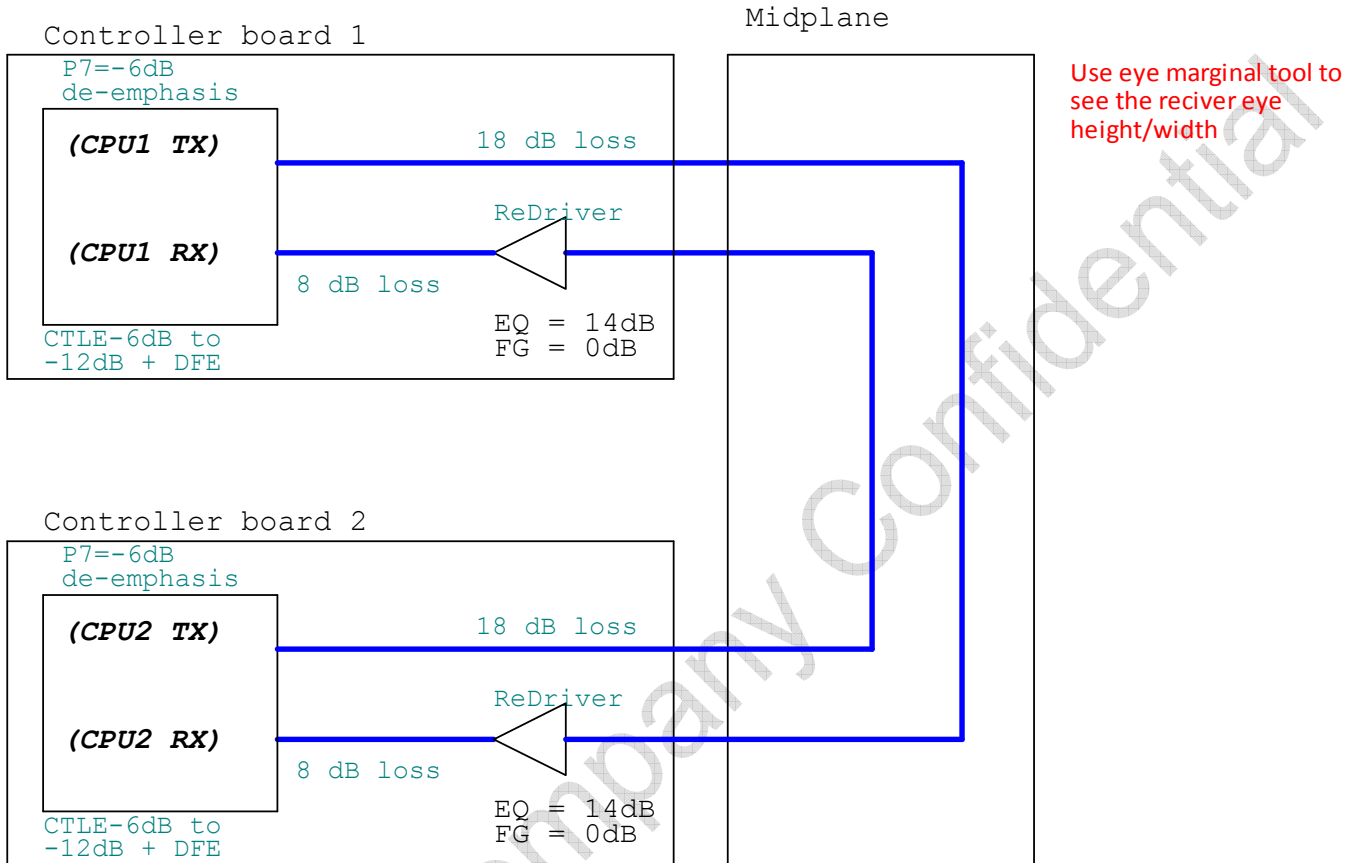 Midplane
Controller board 1
P7=-6dB
de-emphasis
Use eye marginal tool to
see the reciver eye
height/width
(CPU1 TX)
18 dB loss
ReDriver
(CPU1 RX)
8 dB loss
EQ = 14dB
FG = 0dB
CTLE-6dB to
-12dB + DFE
Controller board 2
P7=-6dB
de-emphasis
(CPU2 TX)
18 dB loss
ReDriver
(CPU2 RX)
8 dB loss
EQ = 14dB
FG = 0dB
CTLE-6dB to
-12dB + DFE
Confidential